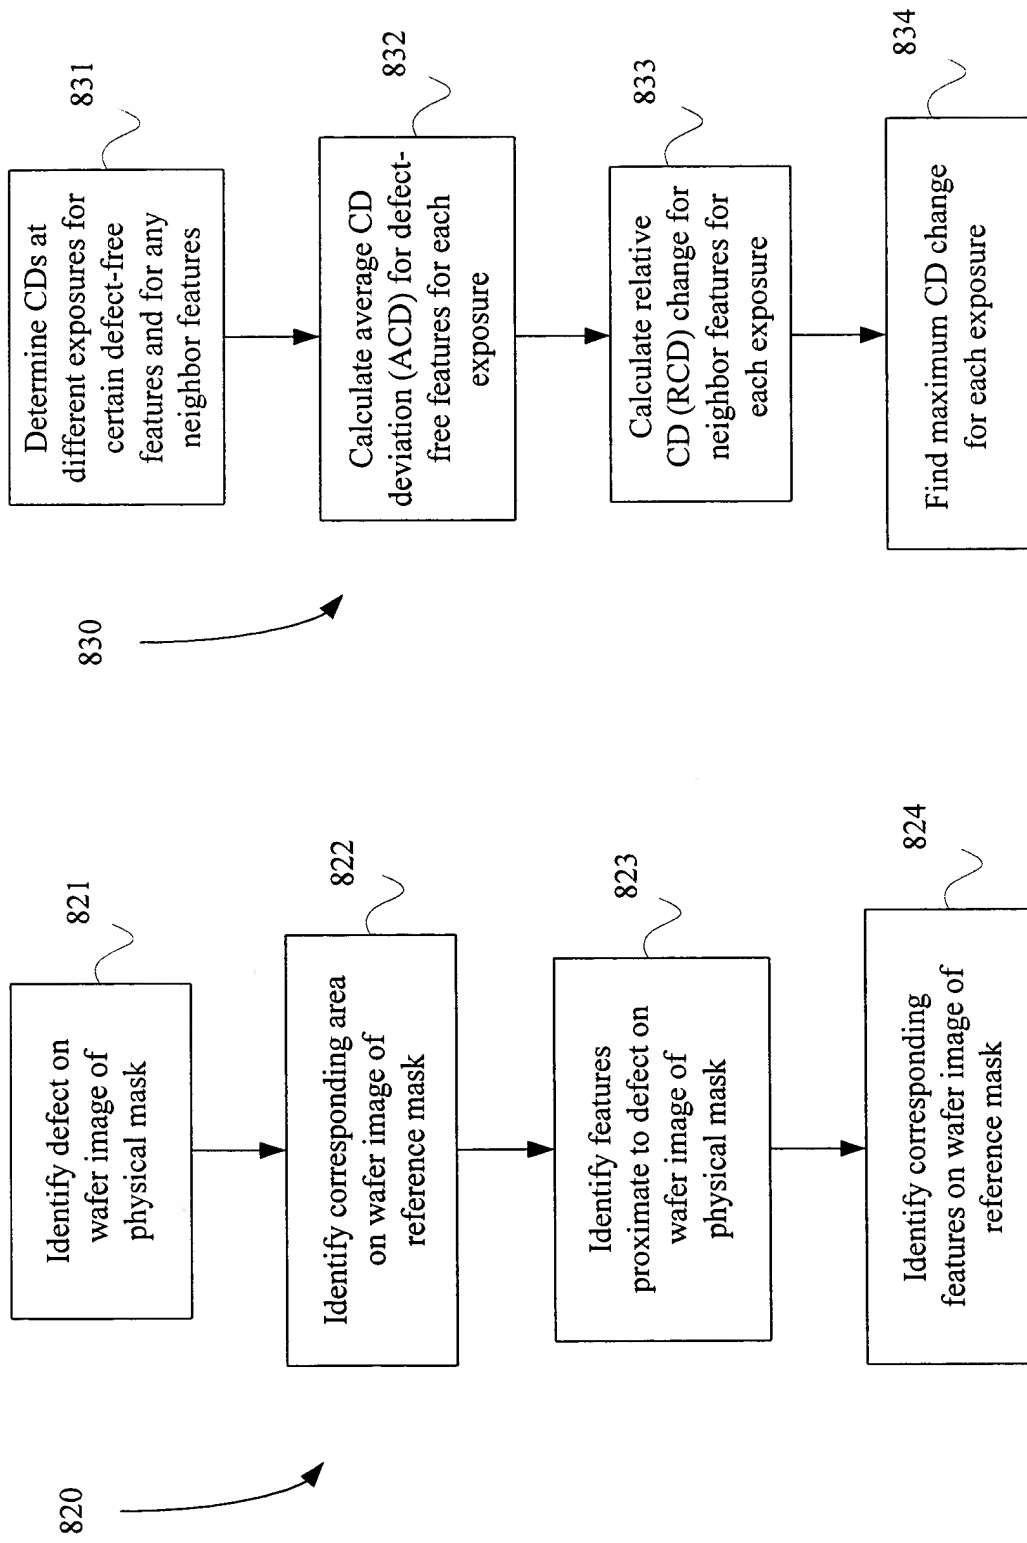 820
Identify defect on
wafer image of
physical mask
821
Identify corresponding area
on wafer image of
reference mask
822
Identify features
proximate to defect on
wafer image of
physical mask
823
Identify corresponding
features on wafer image of
reference mask
824
830
Determine CDs at
different exposures for
certain defect-free
features and for any
neighbor features
831
Calculate average CD
deviation (ACD) for defect-
free features for each
exposure
832
Calculate relative
CD (RCD) change for
neighbor features for
each exposure
833
Find maximum CD change
for each exposure
834